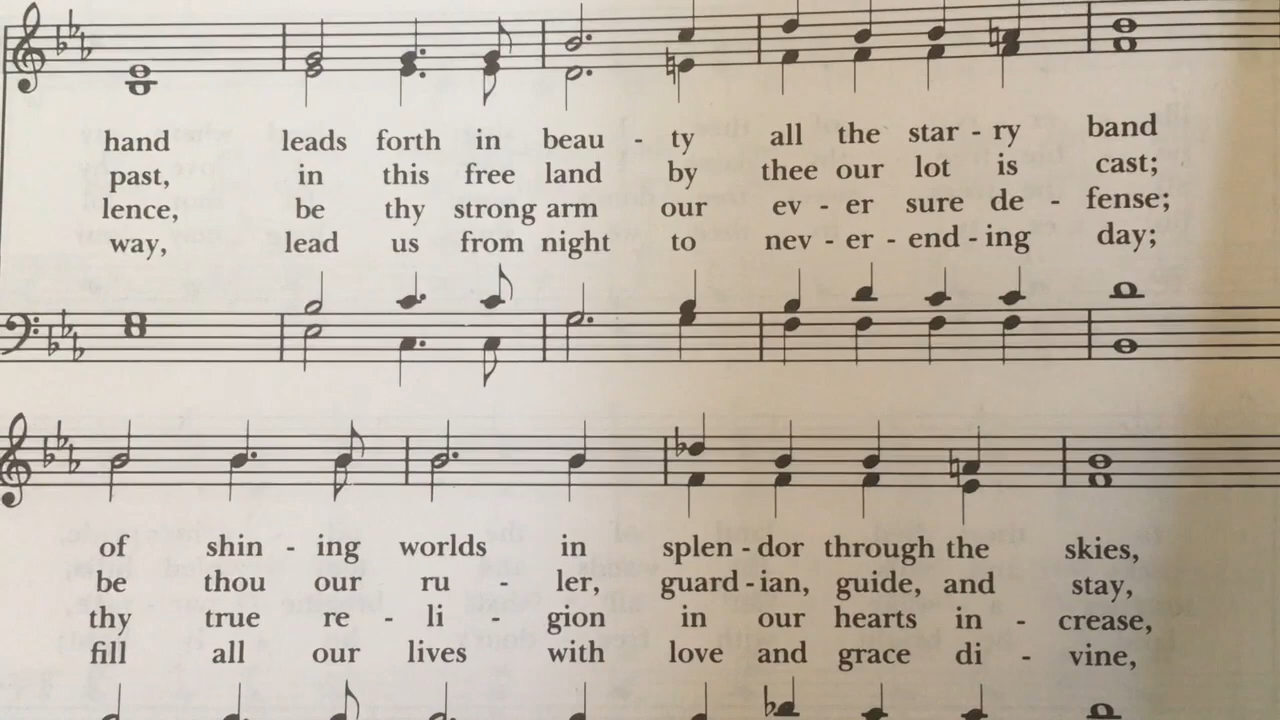 hand leads forth in beau - ty all the star - ry band
past, in this free land by thee our lot is cast;
lence, be thy strong arm our ev - er sure de - fense;
way, lead us from night to nev - er - end - ing day;
of shin - ing worlds in splen - dor through the skies,
be thou our ru - ler, guard - ian, guide, and stay,
thy true re - li - gion in our hearts in - crease,
fill all our lives with love and grace di - vine,